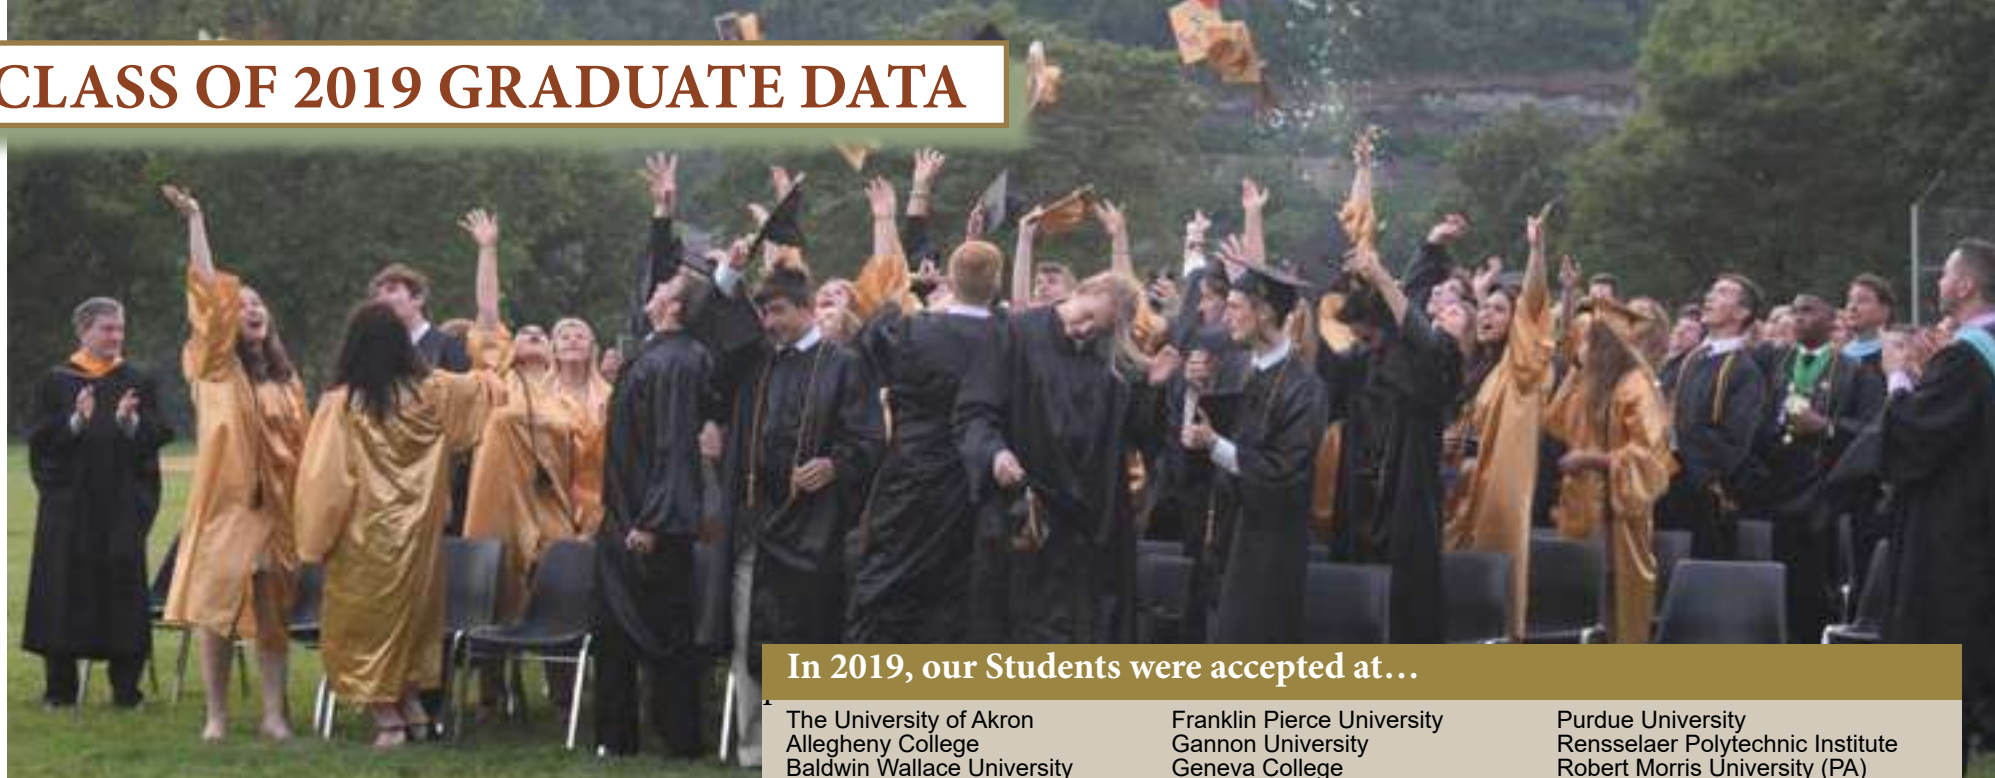 CLASS OF 2019 GRADUATE DATA
In 2019, our Students were accepted at…
The University of Akron
Allegheny College
Baldwin Wallace University
Franklin Pierce University
Gannon University
Geneva College
Purdue University
Rensselaer Polytechnic Institute
Robert Morris University (PA)